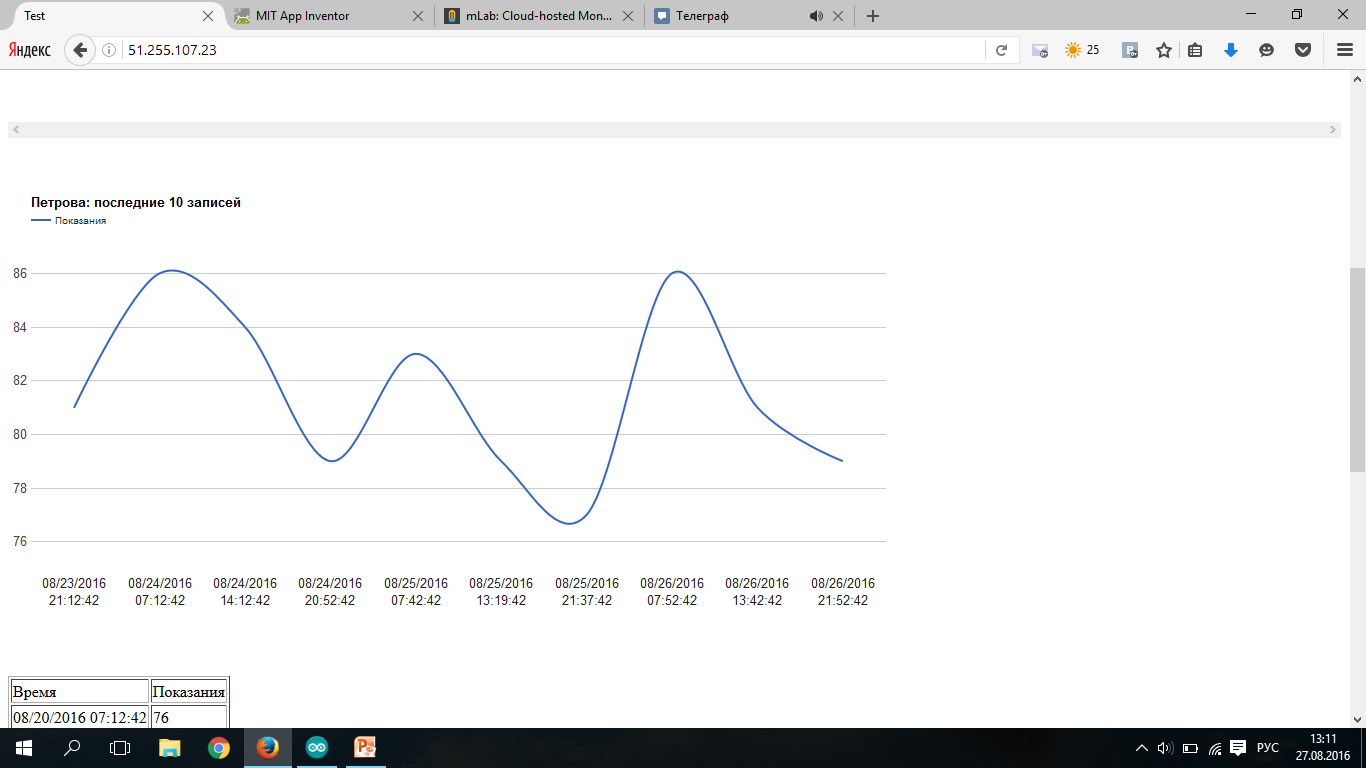 Test
MIT App Inventor
mLab: Cloud-hosted Mon...
Телеграф
Яндекс
51.255.107.23
25
Петрова: последние 10 записей
Показания
86
84
82
80
78
76
08/23/2016 08/24/2016 08/24/2016 08/24/2016 08/25/2016 08/25/2016 08/25/2016 08/26/2016 08/26/2016 08/26/2016
21:12:42 07:12:42 14:12:42 20:52:42 07:42:42 13:19:42 21:37:42 07:52:42 13:42:42 21:52:42
Время Показания
08/20/2016 07:12:42 76
РУС
13:11
27.08.2016